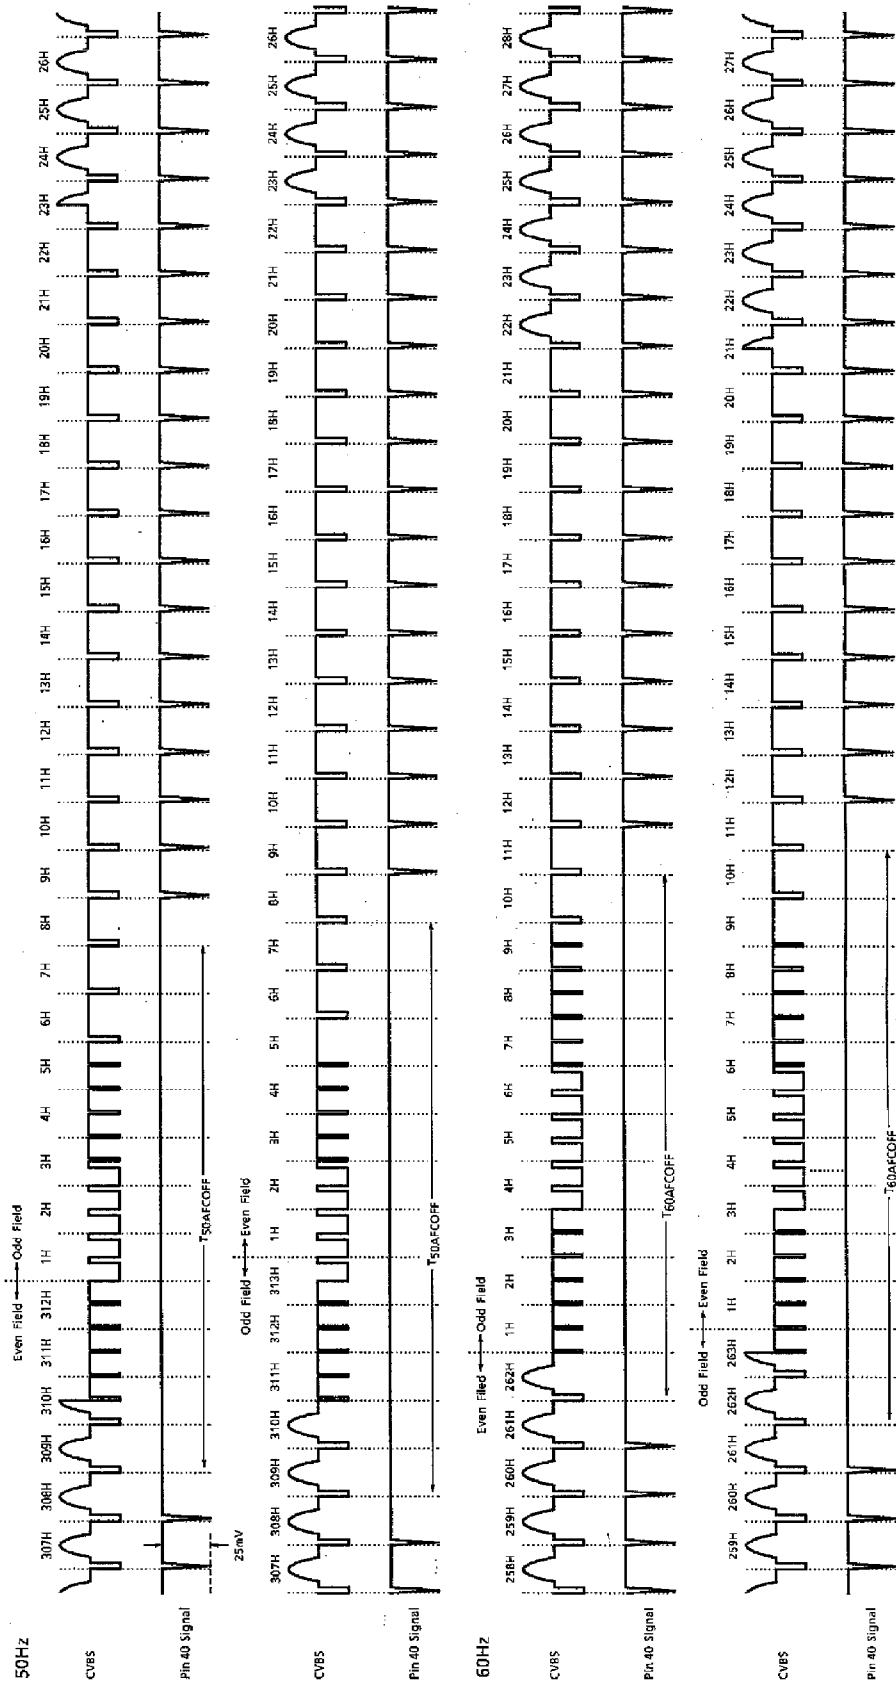 50Hz
Even Field Odd Field
307H 308H 309H 310H 311H 312H 1H 2H 3H 4H 5H 6H 7H 8H 9H 10H 11H 12H 13H 14H 15H 16H 17H 18H 19H 20H 21H 22H 23H 24H 25H 26H
CVBS
Pin 40 Signal
25mV
T50AFCOFF
Odd Field Even Field
307H 308H 309H 310H 311H 312H 313H 1H 2H 3H 4H 5H 6H 7H 8H 9H 10H 11H 12H 13H 14H 15H 16H 17H 18H 19H 20H 21H 22H 23H 24H 25H 26H
CVBS
T50AFCOFF
Pin 40 Signal
60Hz
Even Filed Odd Field
258H 259H 260H 261H 262H 1H 2H 3H 4H 5H 6H 7H 8H 9H 10H 11H 12H 13H 14H 15H 16H 17H 18H 19H 20H 21H 22H 23H 24H 25H 26H 27H 28H
CVBS
Pin 40 Signal
T60AFCOFF
Odd Field Even Field
259H 260H 261H 262H 263H 1H 2H 3H 4H 5H 6H 7H 8H 9H 10H 11H 12H 13H 14H 15H 16H 17H 18H 19H 20H 21H 22H 23H 24H 25H 26H 27H
CVBS
Pin 40 Signal
T60AFCOFF